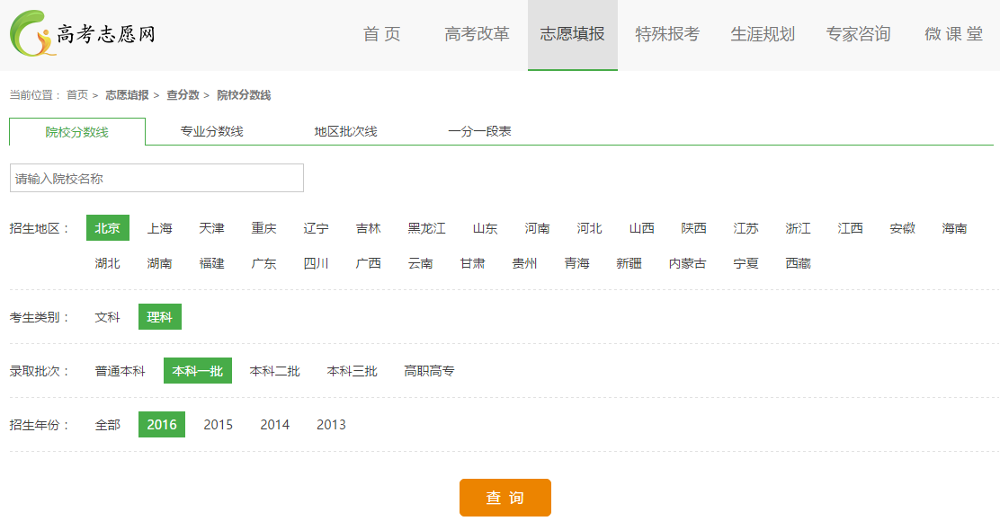 高考志愿网
首 页 高考改革 志愿填报 特殊报考 生涯规划 专家咨询 微 课 堂
当前位置： 首页 > 志愿填报 > 查分数 > 院校分数线
院校分数线 专业分数线 地区批次线 一分一段表
请输入院校名称
招生地区： 北京 上海 天津 重庆 辽宁 吉林 黑龙江 山东 河南 河北 山西 陕西 江苏 浙江 江西 安徽 海南
湖北 湖南 福建 广东 四川 广西 云南 甘肃 贵州 青海 新疆 内蒙古 宁夏 西藏
考生类别： 文科 理科
录取批次： 普通本科 本科一批 本科二批 本科三批 高职高专
招生年份： 全部 2016 2015 2014 2013
查 询